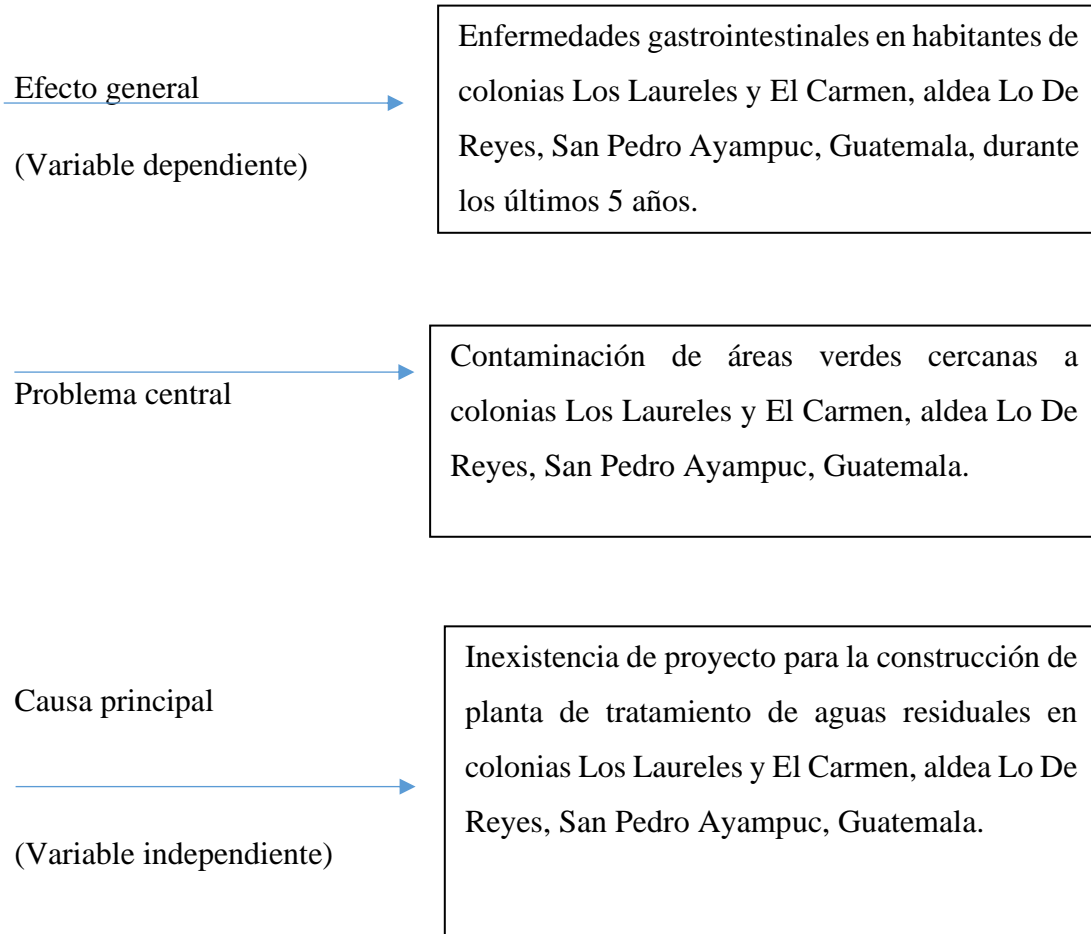 Efecto general
(Variable dependiente)
Enfermedades gastrointestinales en habitantes de
colonias Los Laureles y El Carmen, aldea Lo De
Reyes, San Pedro Ayampuc, Guatemala, durante
los últimos 5 años.
Problema central
Contaminación de áreas verdes cercanas a
colonias Los Laureles y El Carmen, aldea Lo De
Reyes, San Pedro Ayampuc, Guatemala.
Causa principal
(Variable independiente)
Inexistencia de proyecto para la construcción de
planta de tratamiento de aguas residuales en
colonias Los Laureles y El Carmen, aldea Lo De
Reyes, San Pedro Ayampuc, Guatemala.